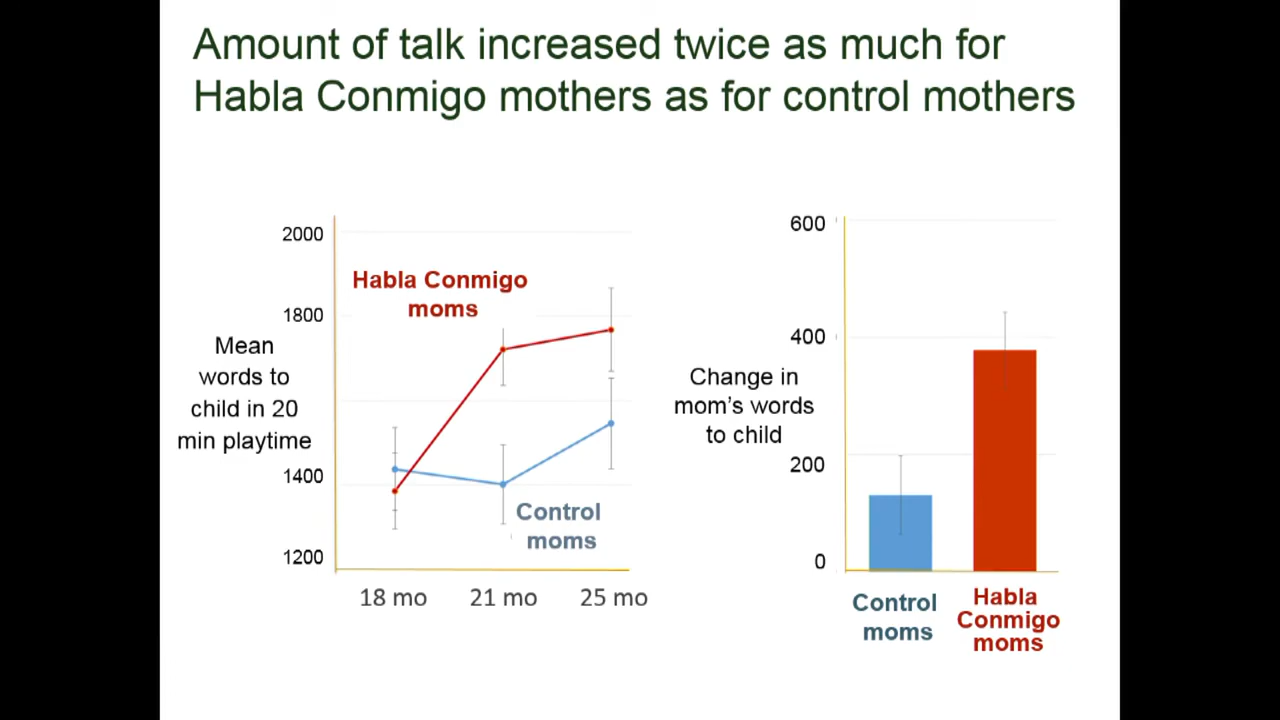 Amount of talk increased twice as much for
Habla Conmigo mothers as for control mothers
2000
1800
1400
1200
Mean
words to
child in 20
min playtime
Habla Conmigo
moms
Control
moms
18 mo 21 mo 25 mo
600
400
200
0
Change in
mom's words
to child
Control
moms
Habla
Conmigo
moms